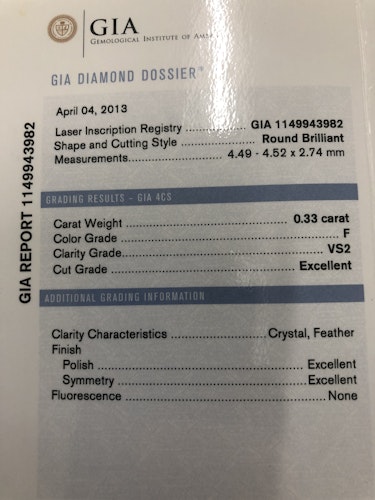 GIA
GEMOLOGICAL INSTITUTE OF
GIA DIAMOND DOSSIER™
April 04, 2013
Laser Inscription Registry GIA 1149943982
Shape and Cutting Style Round Brilliant
Measurements 4.49 - 4.52 x 2.74 mm
GRADING RESULTS - GIA 4CS
Carat Weight 0.33 carat
Color Grade F
Clarity Grade VS2
Cut Grade Excellent
ADDITIONAL GRADING INFORMATION
Clarity Characteristics Crystal, Feather
Finish
Polish Excellent
Symmetry Excellent
Fluorescence None
GIA REPORT 1149943982